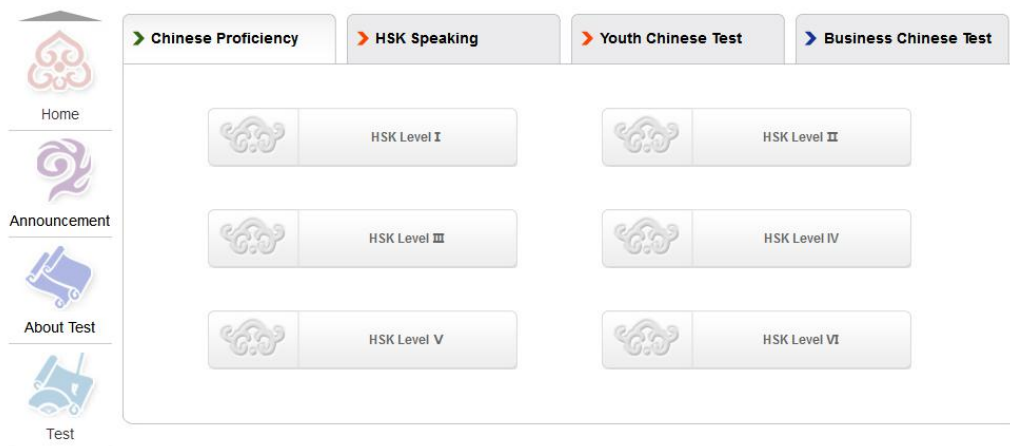 Chinese Proficiency
HSK Speaking
Youth Chinese Test
Business Chinese Test
Home
Announcement
About Test
Test
HSK Level Ⅰ
HSK Level Ⅱ
HSK Level Ⅲ
HSK Level IV
HSK Level Ⅴ
HSK Level Ⅵ